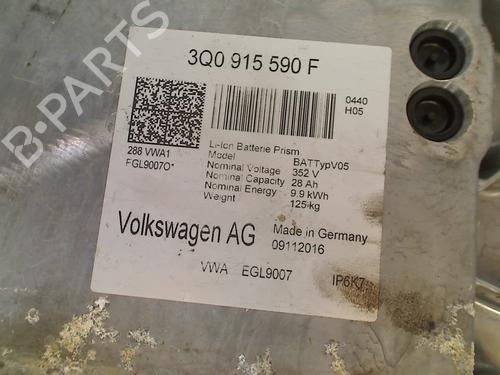 3Q0 915 590 F
0440
H05
288 VWA1
FGL9007O*
Li-Ion Batterie Prism
Model BATTypV05
Nominal Voltage 352 V
Nominal Capacity 28 Ah
Nominal Energy 9.9 kWh
Weight 125 kg
Volkswagen AG
Made in Germany
09112016
VWA EGL9007
IP6K7
B-PARTS